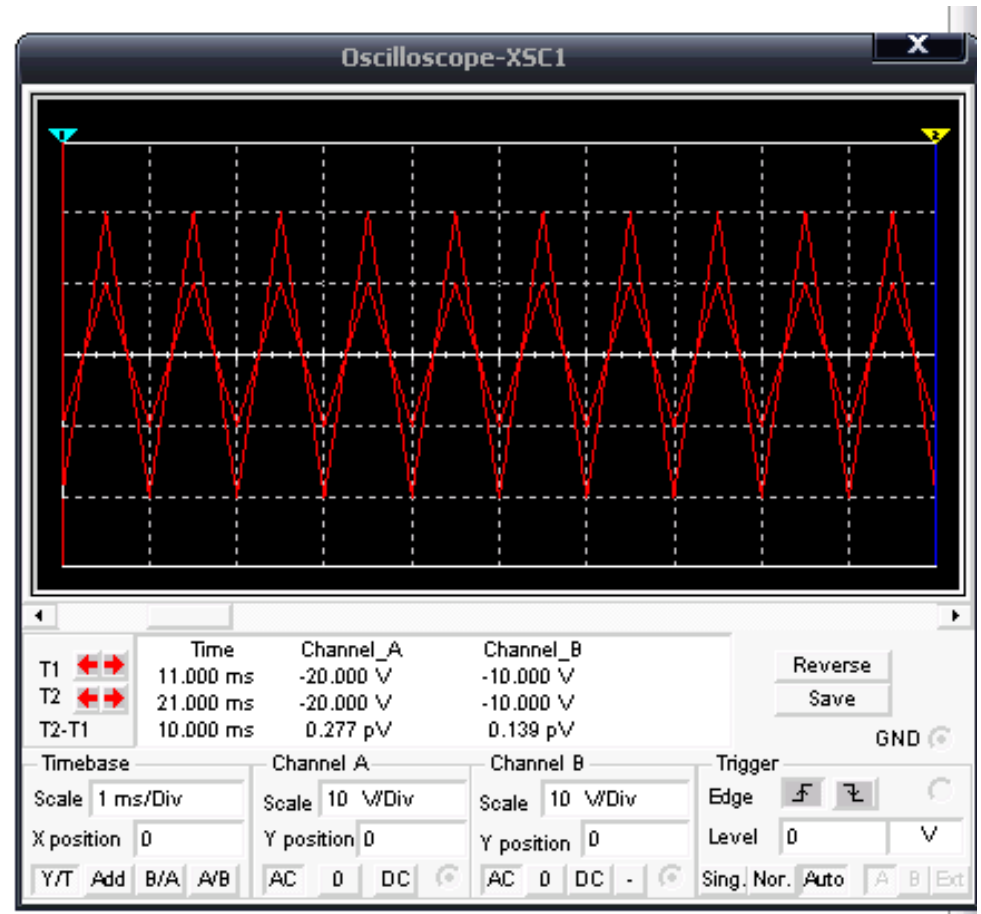 Oscilloscope-XSC1
X
1
2
Time Channel_A Channel_B
T1 11.000 ms -20.000 V -10.000 V
T2 21.000 ms -20.000 V -10.000 V
T2-T1 10.000 ms 0.277 pV 0.139 pV
Reverse
Save
GND
Timebase
Scale 1 ms/Div
X position 0
Y/T Add B/A A/B
Channel A
Scale 10 V/Div
Y position 0
AC 0 DC
Channel B
Scale 10 V/Div
Y position 0
AC 0 DC -
Trigger
Edge
Level 0 V
Sing. Nor. Auto A B Ext